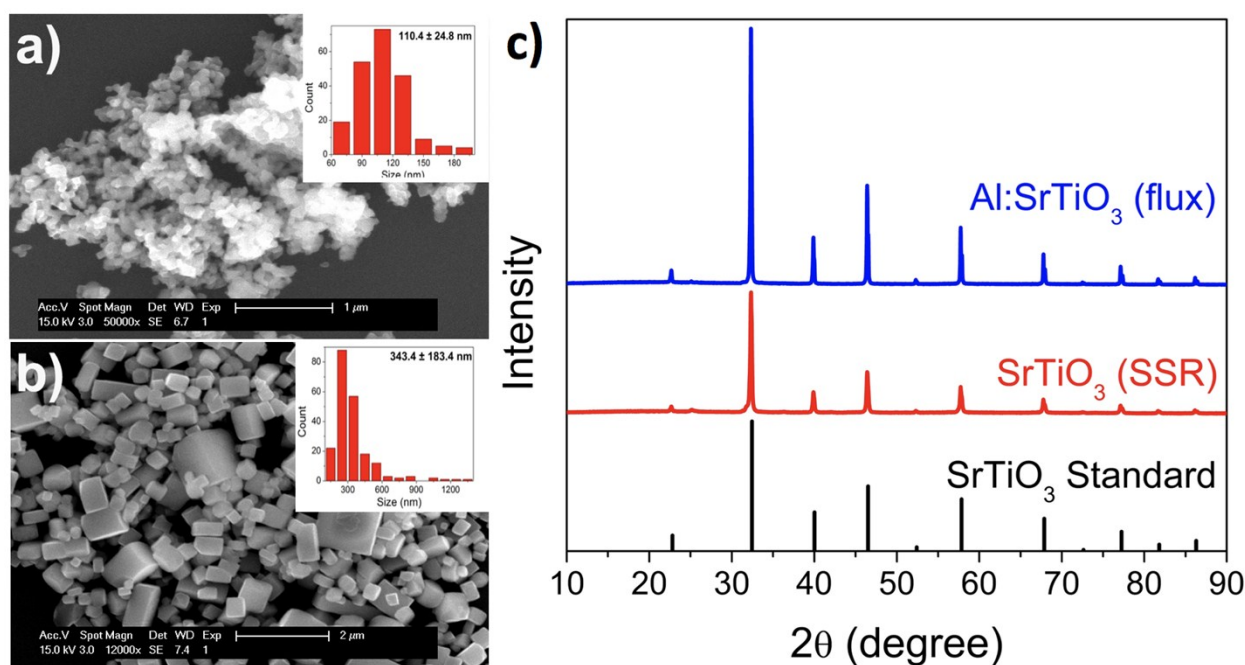 a)
110.4 ± 24.8 nm
60
40
20
0
Count
60 90 120 150 180
Size (nm)
Acc.V Spot Magn Det WD Exp
15.0 kV 3.0 50000x SE 6.7 1
1 µm
b)
343.4 ± 183.4 nm
80
60
40
20
0
Count
300 600 900 1200
Size (nm)
Acc.V Spot Magn Det WD Exp
15.0 kV 3.0 12000x SE 7.4 1
2 µm
c)
Intensity
Al:SrTiO₃ (flux)
SrTiO₃ (SSR)
SrTiO₃ Standard
10 20 30 40 50 60 70 80 90
2θ (degree)